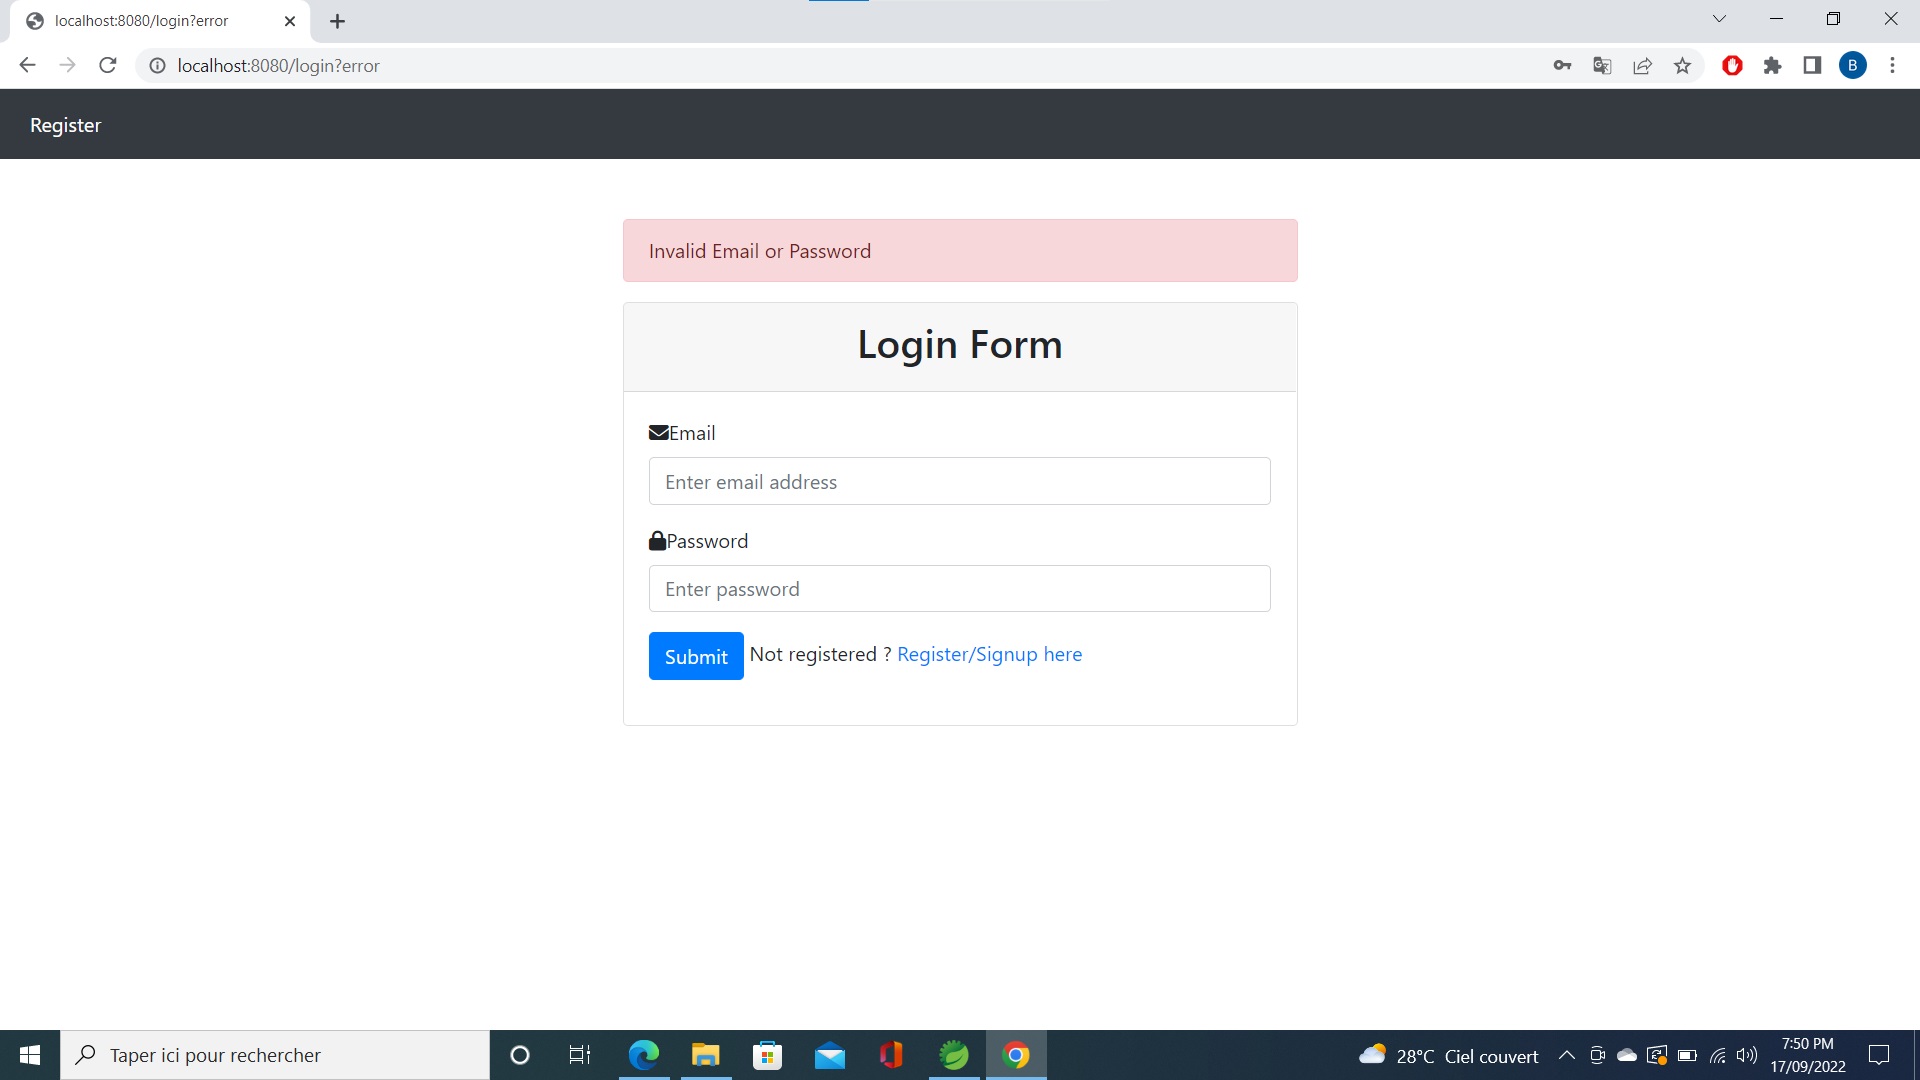 localhost:8080/login?error
localhost:8080/login?error
B
Register
Invalid Email or Password
Login Form
Email
Enter email address
Password
Enter password
Submit Not registered ? Register/Signup here
Taper ici pour rechercher
28°C Ciel couvert
7:50 PM
17/09/2022